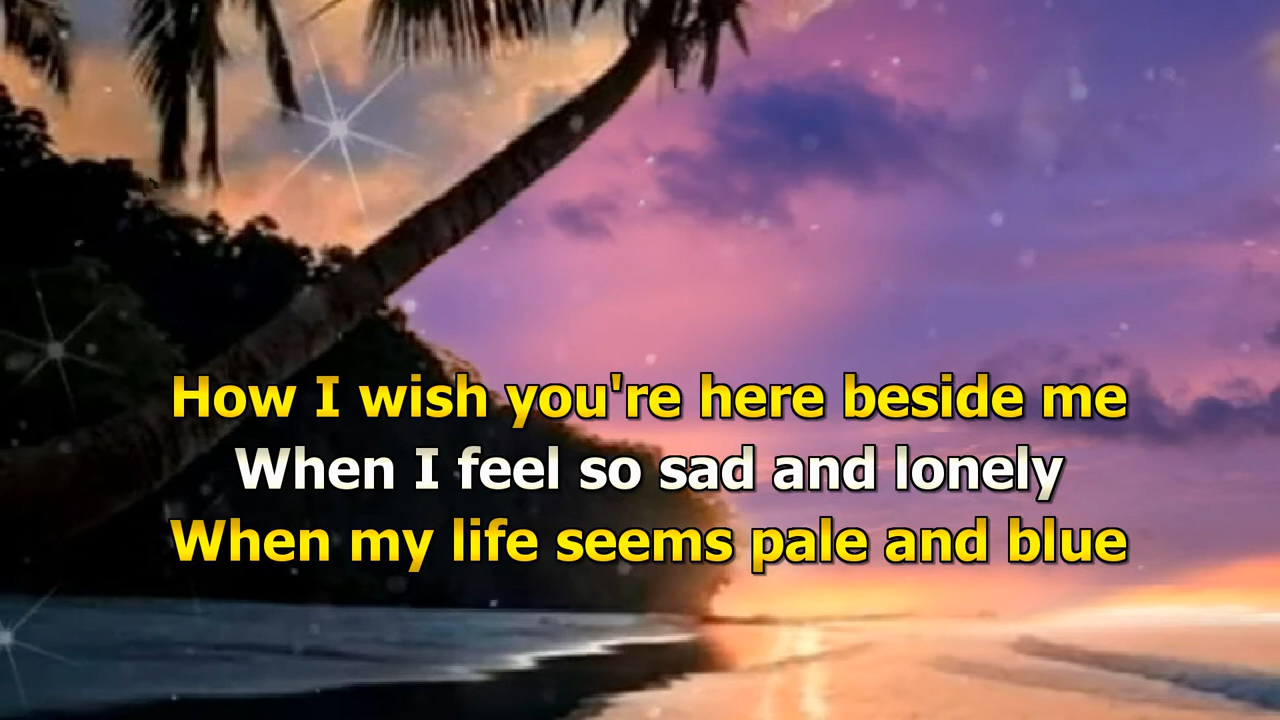 How I wish you're here beside me
When I feel so sad and lonely
When my life seems pale and blue